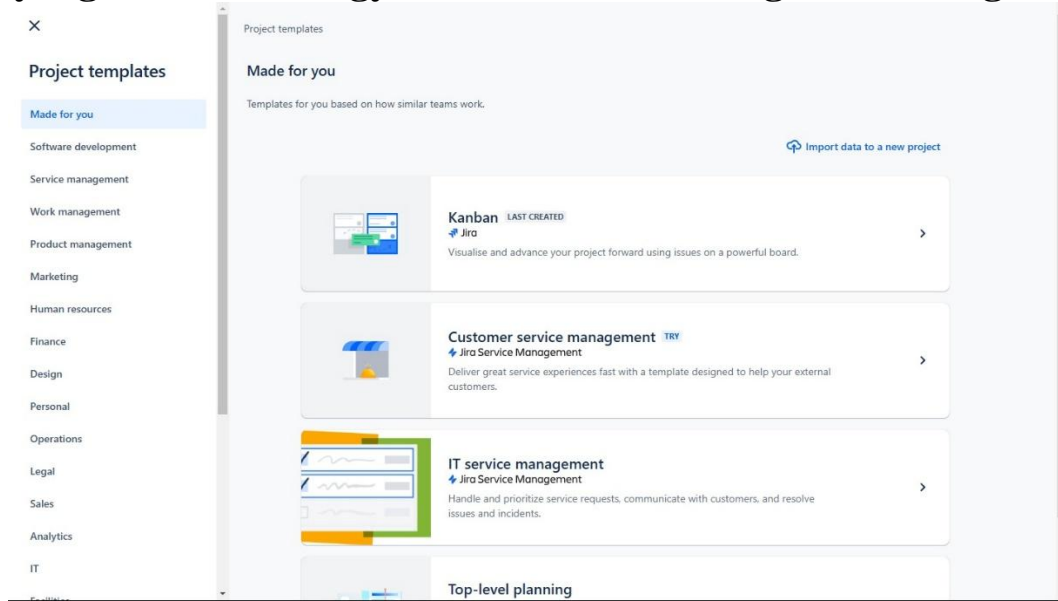 Project templates
Project templates
Made for you
Software development
Service management
Work management
Product management
Marketing
Human resources
Finance
Design
Personal
Operations
Legal
Sales
Analytics
IT
Made for you
Templates for you based on how similar teams work.
Import data to a new project
Kanban LAST CREATED
Jira
Visualise and advance your project forward using issues on a powerful board.
Customer service management TRY
Jira Service Management
Deliver great service experiences fast with a template designed to help your external
customers.
IT service management
Jira Service Management
Handle and prioritize service requests, communicate with customers, and resolve
issues and incidents.
Top-level planning